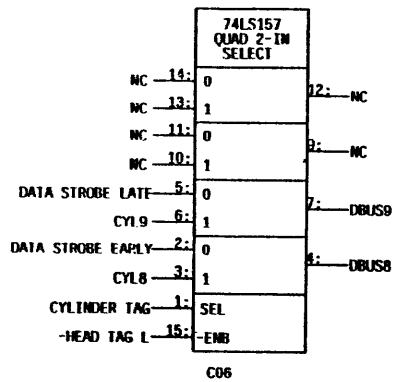 74LS157
QUAD 2-IN
SELECT
NC 14: 0
12: NC
NC 13: 1
NC 11: 0
9: NC
NC 10: 1
DATA STROBE LATE 5: 0
7: DBUS9
CYL9 6: 1
DATA STROBE EARLY 2: 0
4: DBUS8
CYL8 3: 1
CYLINDER TAG 1: SEL
-HEAD TAG L 15: -ENB
C06